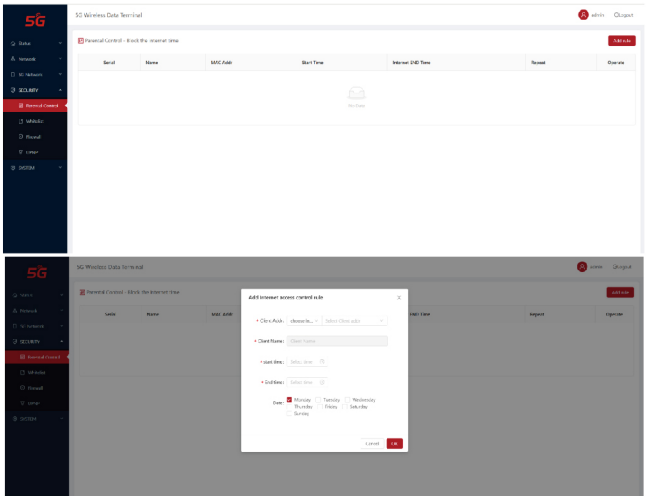 5G
5G Wireless Data Terminal
admin
Logout
Status
Network
5G Network
SECURITY
Parental Control
Whitelist
Firewall
UPNP
SYSTEM
Parental Control - Block the internet time
Add rule
Serial Name MAC Addr Start Time Internet END Time Repeat Operate
5G
5G Wireless Data Terminal
admin
Logout
Status
Network
5G Network
SECURITY
Parental Control
Whitelist
Firewall
UPNP
SYSTEM
Parental Control - Block the internet time
Add rule
Serial Name MAC Addr END Time Repeat Operate
Add internet access control rule
* Client Addr: Select Client addr
* Client Name: Client Name
* start time: Select time
* End time: Select time
Date: Monday Tuesday Wednesday
Thursday Friday Saturday
Sunday
Cancel OK